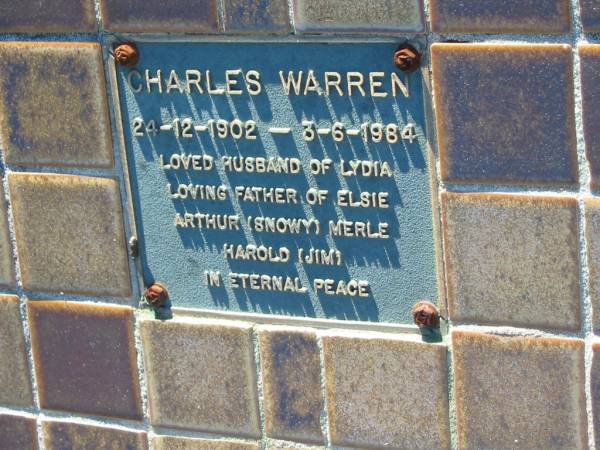 CHARLES WARREN
24-12-1902 – 3-6-1984
LOVED HUSBAND OF LYDIA
LOVING FATHER OF ELSIE
ARTHUR (SNOWY) MERLE
HAROLD (JIM)
IN ETERNAL PEACE